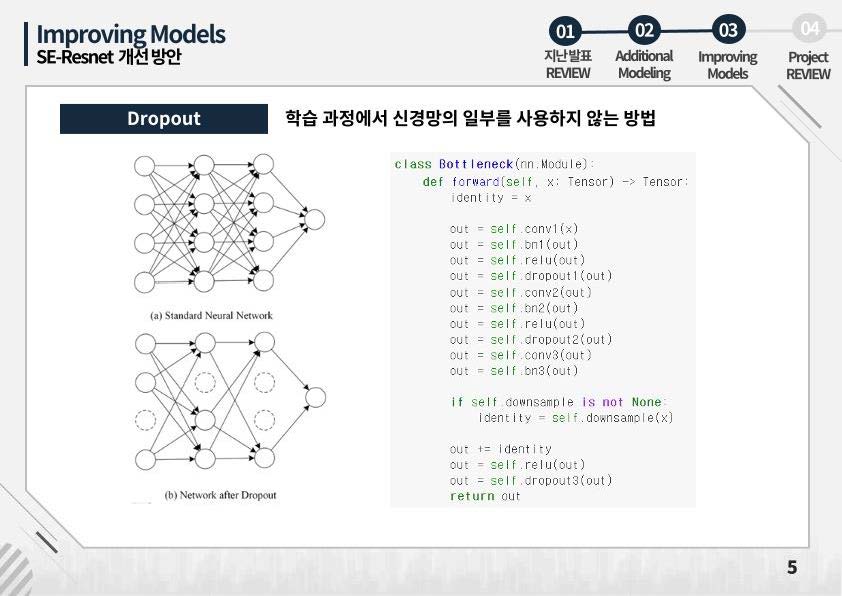 Improving Models
SE-Resnet 개선 방안
01
지난 발표
REVIEW
02
Additional
Modeling
03
Improving
Models
04
Project
REVIEW
Dropout
학습 과정에서 신경망의 일부를 사용하지 않는 방법
(a) Standard Neural Network
(b) Network after Dropout
class Bottleneck(nn.Module):
def forward(self, x: Tensor) -> Tensor:
identity = x
out = self.conv1(x)
out = self.bn1(out)
out = self.relu(out)
out = self.dropout1(out)
out = self.conv2(out)
out = self.bn2(out)
out = self.relu(out)
out = self.dropout2(out)
out = self.conv3(out)
out = self.bn3(out)
if self.downsample is not None:
identity = self.downsample(x)
out += identity
out = self.relu(out)
out = self.dropout3(out)
return out
5